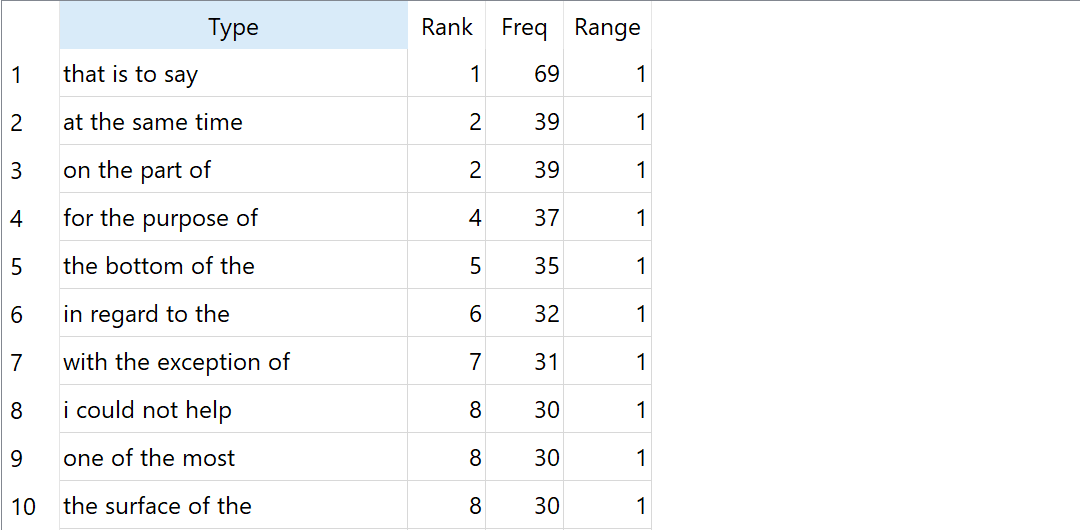 Type Rank Freq Range
1 that is to say 1 69 1
2 at the same time 2 39 1
3 on the part of 2 39 1
4 for the purpose of 4 37 1
5 the bottom of the 5 35 1
6 in regard to the 6 32 1
7 with the exception of 7 31 1
8 i could not help 8 30 1
9 one of the most 8 30 1
10 the surface of the 8 30 1